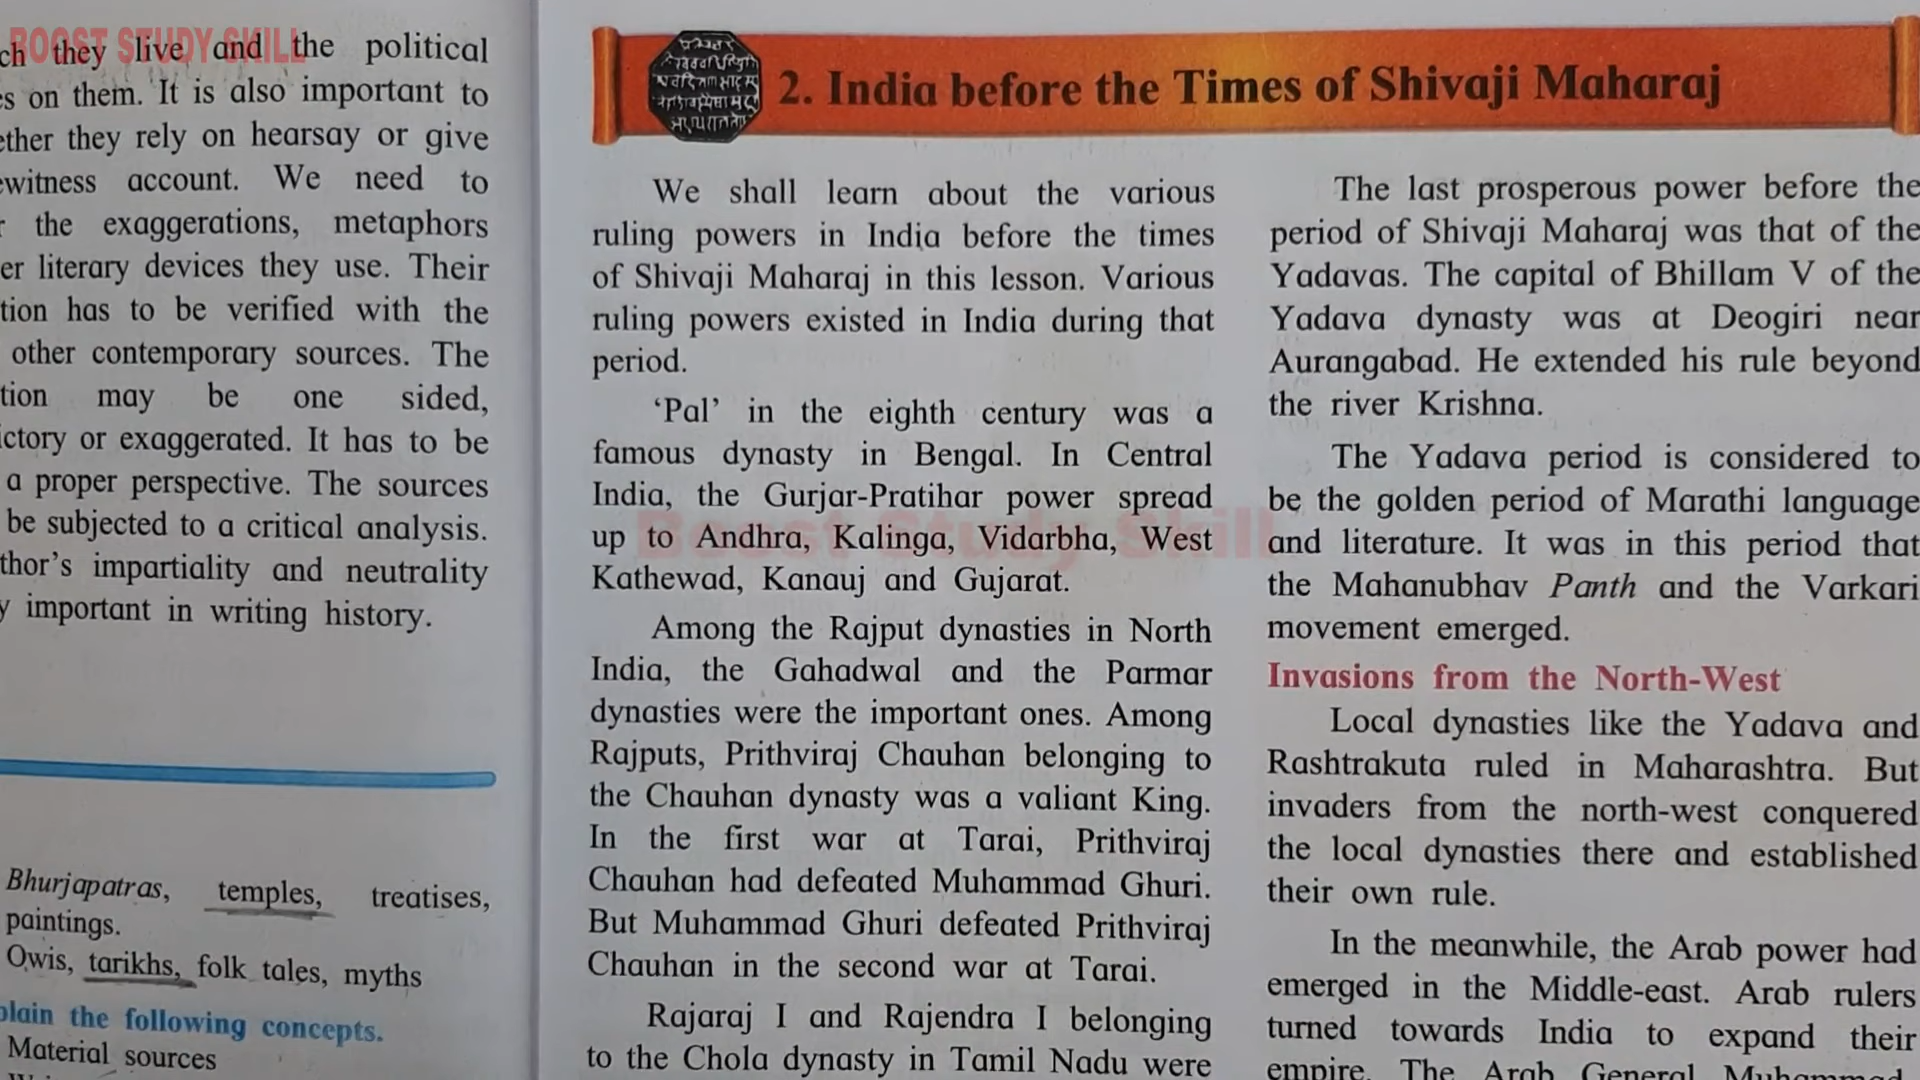 BOOST STUDY SKILL
ch they live and the political
es on them. It is also important to
ether they rely on hearsay or give
ewitness account. We need to
r the exaggerations, metaphors
er literary devices they use. Their
tion has to be verified with the
other contemporary sources. The
tion may be one sided,
ictory or exaggerated. It has to be
a proper perspective. The sources
be subjected to a critical analysis.
thor's impartiality and neutrality
y important in writing history.
Bhurjapatras, temples, treatises,
paintings.
Owis, tarikhs, folk tales, myths
plain the following concepts.
Material sources
2. India before the Times of Shivaji Maharaj
We shall learn about the various
ruling powers in India before the times
of Shivaji Maharaj in this lesson. Various
ruling powers existed in India during that
period.
‘Pal’ in the eighth century was a
famous dynasty in Bengal. In Central
India, the Gurjar-Pratihar power spread
up to Andhra, Kalinga, Vidarbha, West
Kathewad, Kanauj and Gujarat.
Boost Study Skill
Among the Rajput dynasties in North
India, the Gahadwal and the Parmar
dynasties were the important ones. Among
Rajputs, Prithviraj Chauhan belonging to
the Chauhan dynasty was a valiant King.
In the first war at Tarai, Prithviraj
Chauhan had defeated Muhammad Ghuri.
But Muhammad Ghuri defeated Prithviraj
Chauhan in the second war at Tarai.
Rajaraj I and Rajendra I belonging
to the Chola dynasty in Tamil Nadu were
The last prosperous power before the
period of Shivaji Maharaj was that of the
Yadavas. The capital of Bhillam V of the
Yadava dynasty was at Deogiri near
Aurangabad. He extended his rule beyond
the river Krishna.
The Yadava period is considered to
be the golden period of Marathi language
and literature. It was in this period that
the Mahanubhav Panth and the Varkari
movement emerged.
Invasions from the North-West
Local dynasties like the Yadava and
Rashtrakuta ruled in Maharashtra. But
invaders from the north-west conquered
the local dynasties there and established
their own rule.
In the meanwhile, the Arab power had
emerged in the Middle-east. Arab rulers
turned towards India to expand their
empire. The Arab General Muhammad